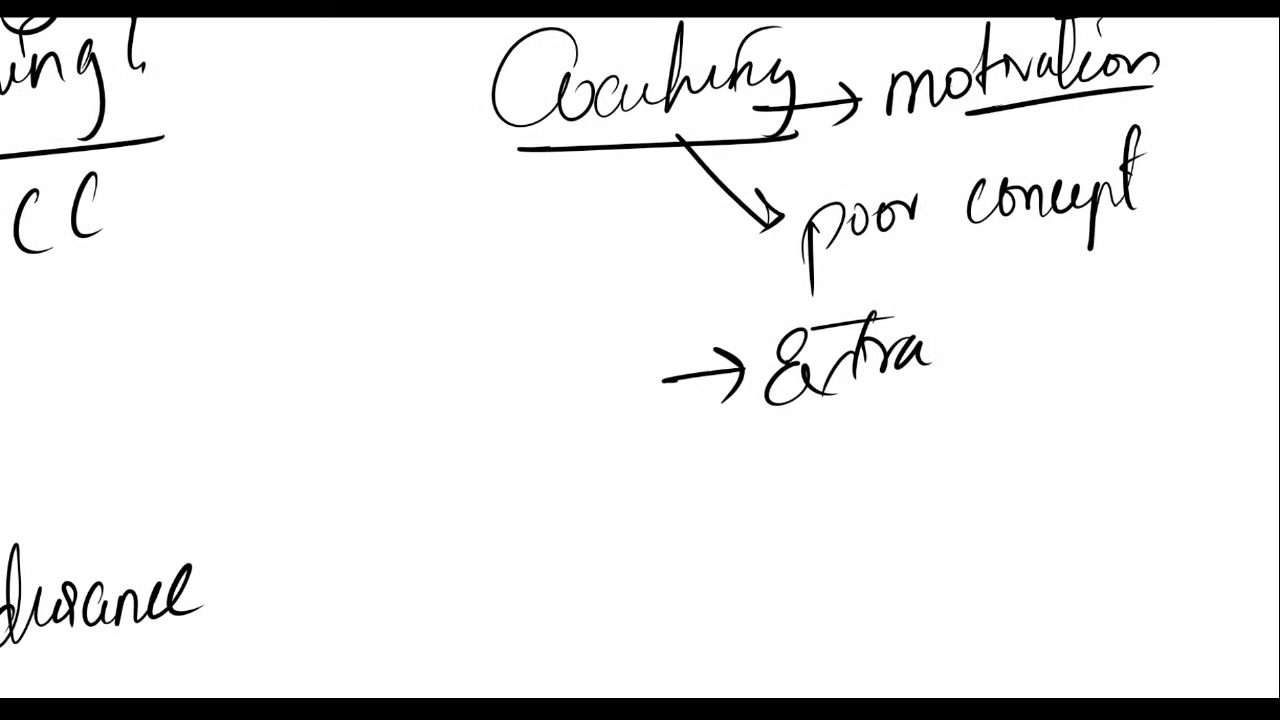 Coaching → motivation
poor concept
→ Extra
CC